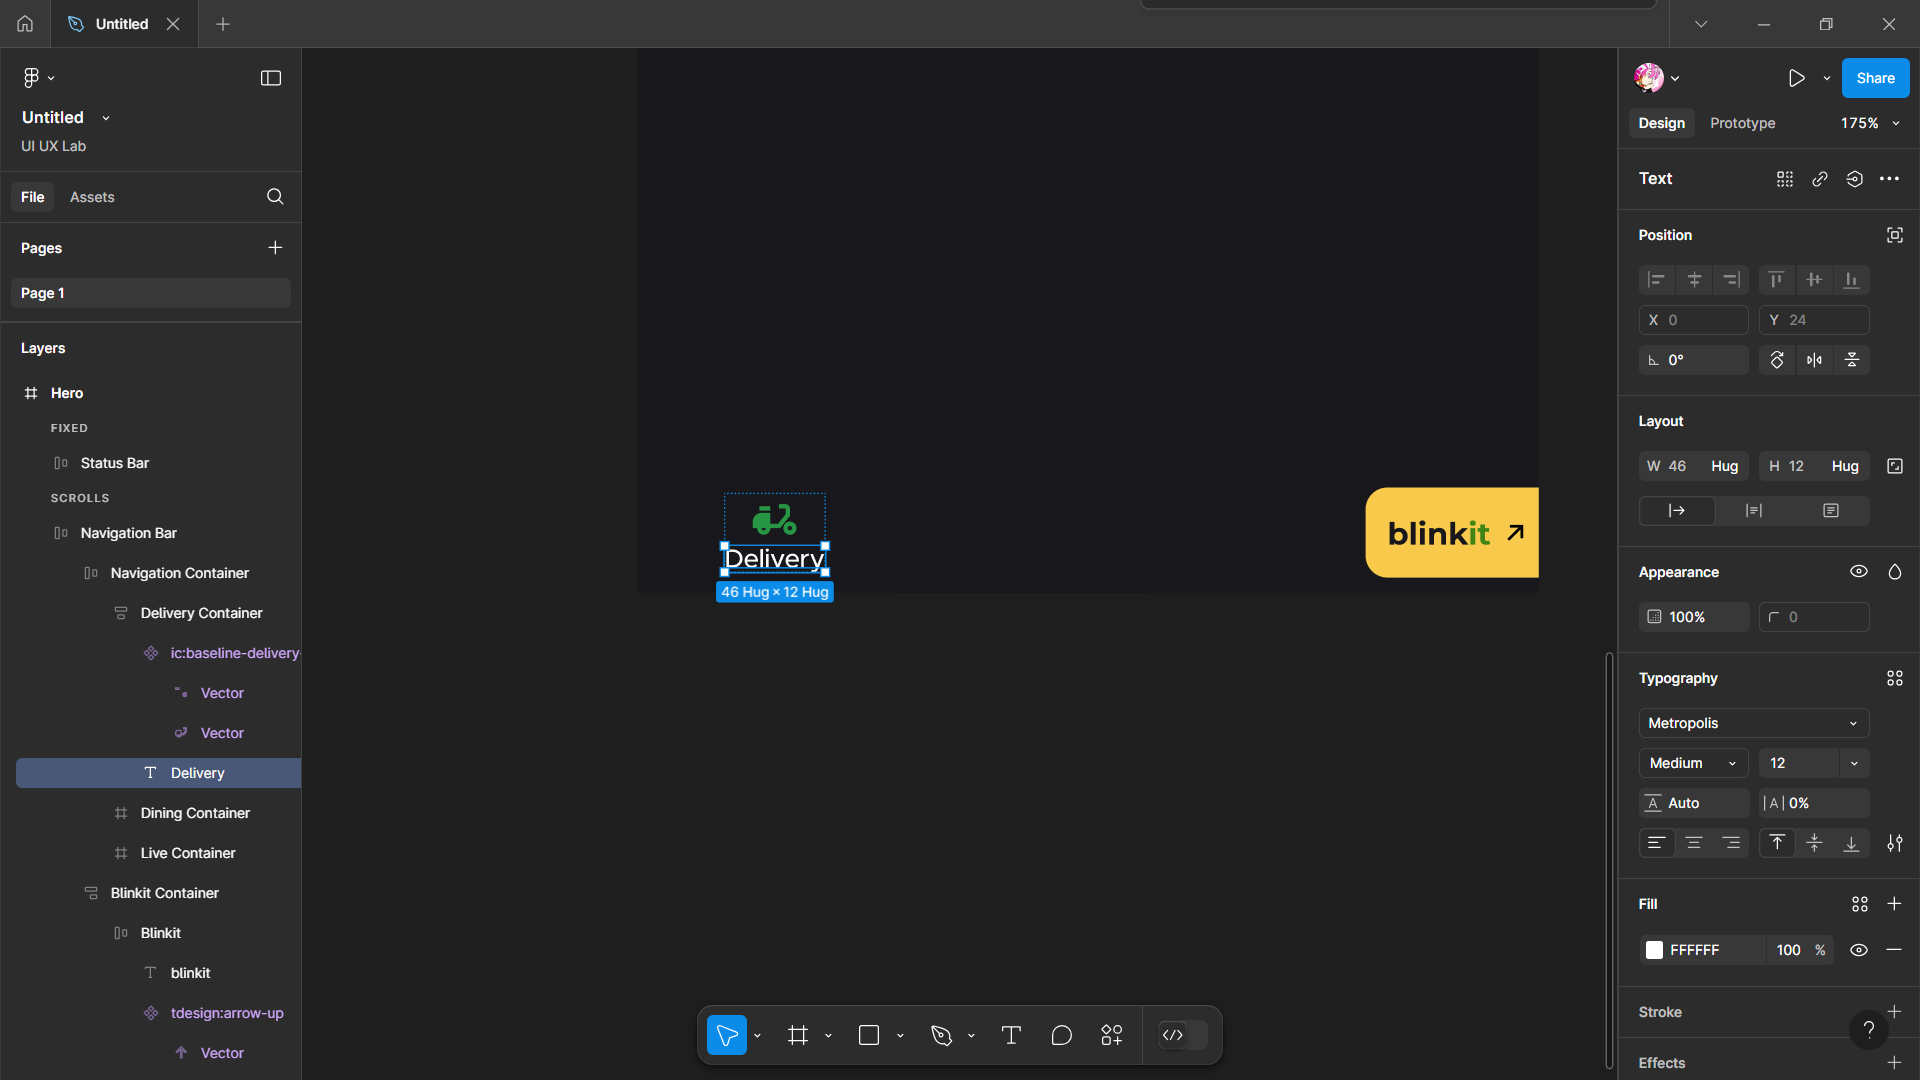 Untitled
Untitled
UI UX Lab
File
Assets
Pages
Page 1
Layers
Hero
FIXED
Status Bar
SCROLLS
Navigation Bar
Navigation Container
Delivery Container
ic:baseline-delivery-
Vector
Vector
Delivery
Dining Container
Live Container
Blinkit Container
Blinkit
blinkit
tdesign:arrow-up
Vector
Delivery
46 Hug × 12 Hug
blinkit
Share
Design
Prototype
175%
Text
Position
X 0
Y 24
0°
Layout
W 46 Hug
H 12 Hug
Appearance
100%
0
Typography
Metropolis
Medium
12
Auto
|A| 0%
Fill
FFFFFF
100 %
Stroke
Effects
?